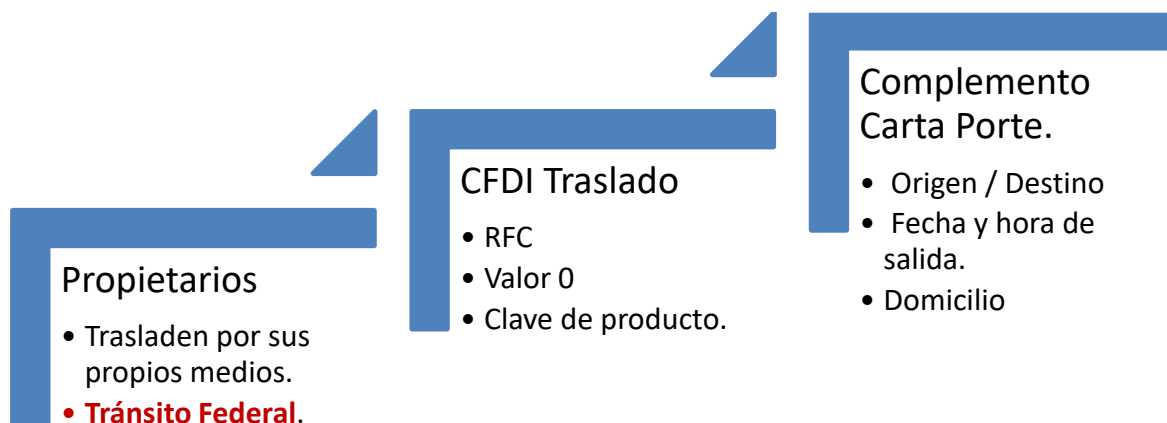 Propietarios
• Trasladen por sus
propios medios.
• Tránsito Federal.
CFDI Traslado
• RFC
• Valor 0
• Clave de producto.
Complemento
Carta Porte.
• Origen / Destino
• Fecha y hora de
salida.
• Domicilio